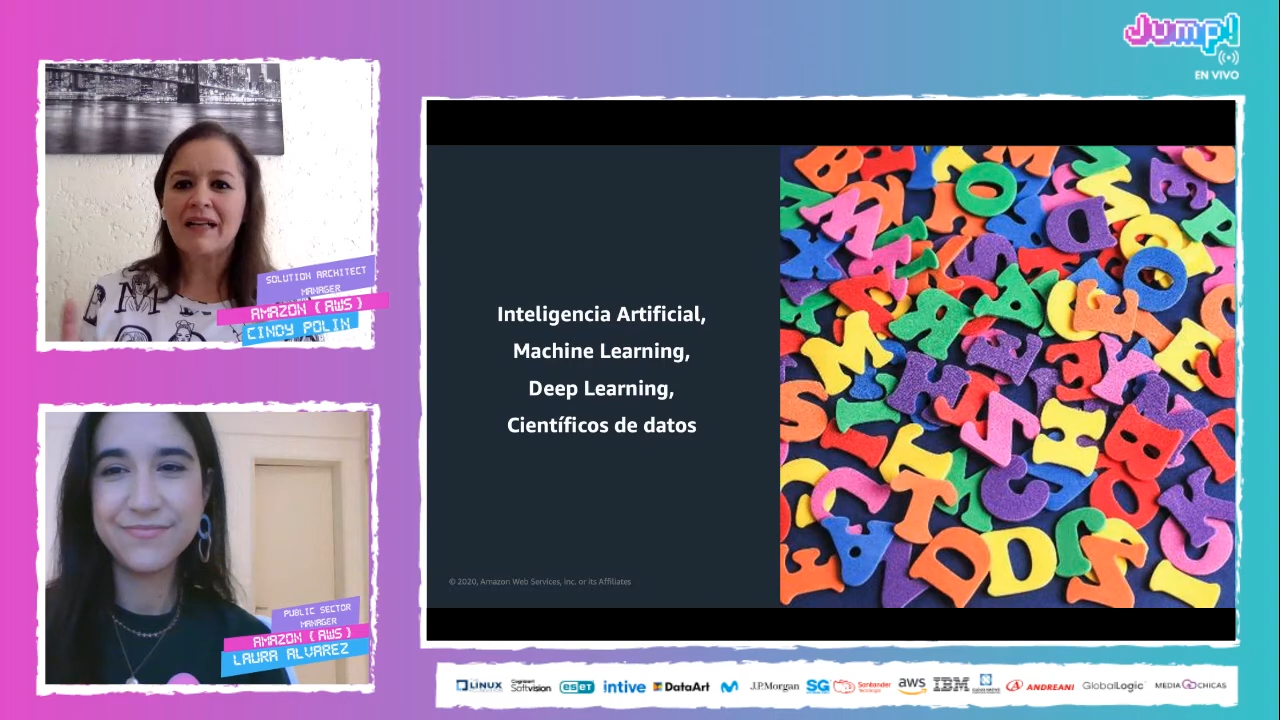 Jump!
EN VIVO
SOLUTION ARCHITECT
MANAGER
AMAZON (AWS)
CINDY POLIN
Inteligencia Artificial,
Machine Learning,
Deep Learning,
Científicos de datos
© 2020, Amazon Web Services, Inc. or its Affiliates
PUBLIC SECTOR
MANAGER
AMAZON (AWS)
LAURA ALVAREZ
LINUX Cognizant Softvision eseT intive DataArt J.P.Morgan SG Santander Tecnología aws IBM ANDREANI GlobalLogic MEDIA CHICAS